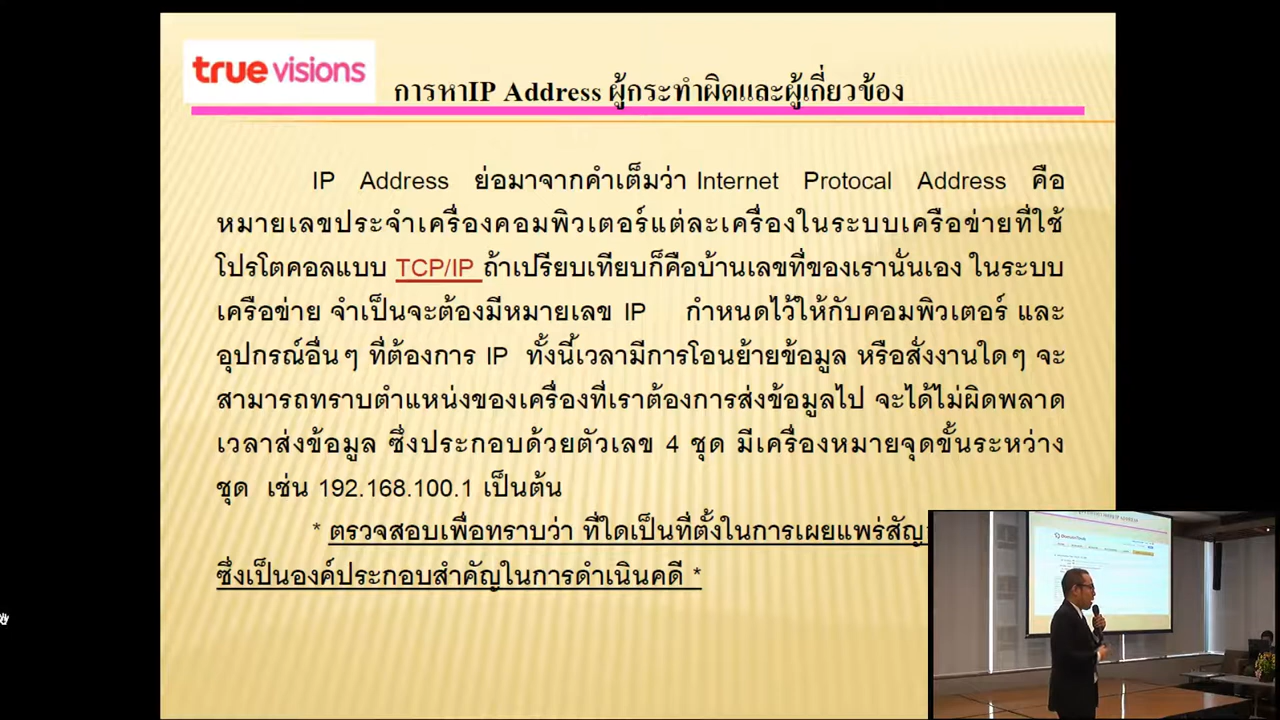 true visions
การหาIP Address ผู้กระทำผิดและผู้เกี่ยวข้อง
IP Address ย่อมาจากคำเต็มว่า Internet Protocal Address คือ
หมายเลขประจำเครื่องคอมพิวเตอร์แต่ละเครื่องในระบบเครือข่ายที่ใช้
โปรโตคอลแบบ TCP/IP ถ้าเปรียบเทียบก็คือบ้านเลขที่ของเรานั่นเอง ในระบบ
เครือข่าย จำเป็นจะต้องมีหมายเลข IP กำหนดไว้ให้กับคอมพิวเตอร์ และ
อุปกรณ์อื่นๆ ที่ต้องการ IP ทั้งนี้เวลามีการโอนย้ายข้อมูล หรือสั่งงานใดๆ จะ
สามารถทราบตำแหน่งของเครื่องที่เราต้องการส่งข้อมูลไป จะได้ไม่ผิดพลาด
เวลาส่งข้อมูล ซึ่งประกอบด้วยตัวเลข 4 ชุด มีเครื่องหมายจุดขั้นระหว่าง
ชุด เช่น 192.168.100.1 เป็นต้น
* ตรวจสอบเพื่อทราบว่า ที่ใดเป็นที่ตั้งในการเผยแพร่
ซึ่งเป็นองค์ประกอบสำคัญในการดำเนินคดี *